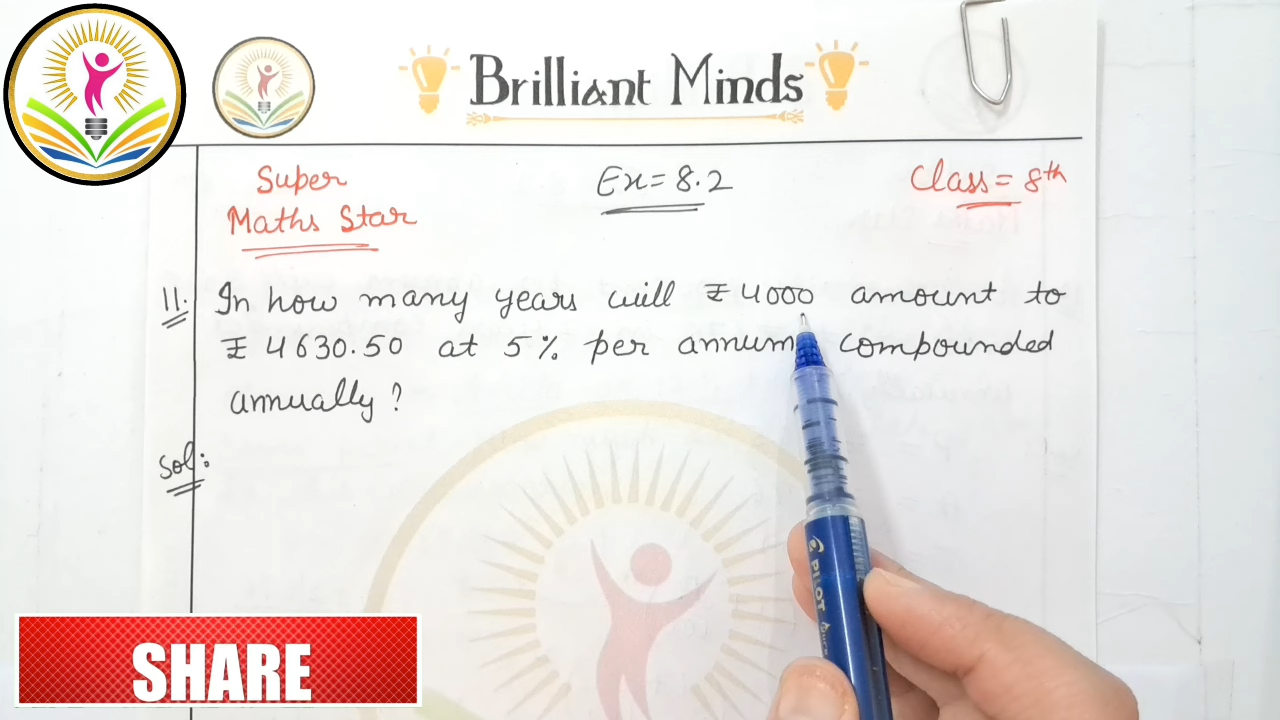 Brilliant Minds
Super
Maths Star
Ex = 8.2
Class = 8th
11. In how many years will ₹ 4000 amount to
₹ 4630.50 at 5% per annum compounded
annually ?
Sol:
PILOT
SHARE